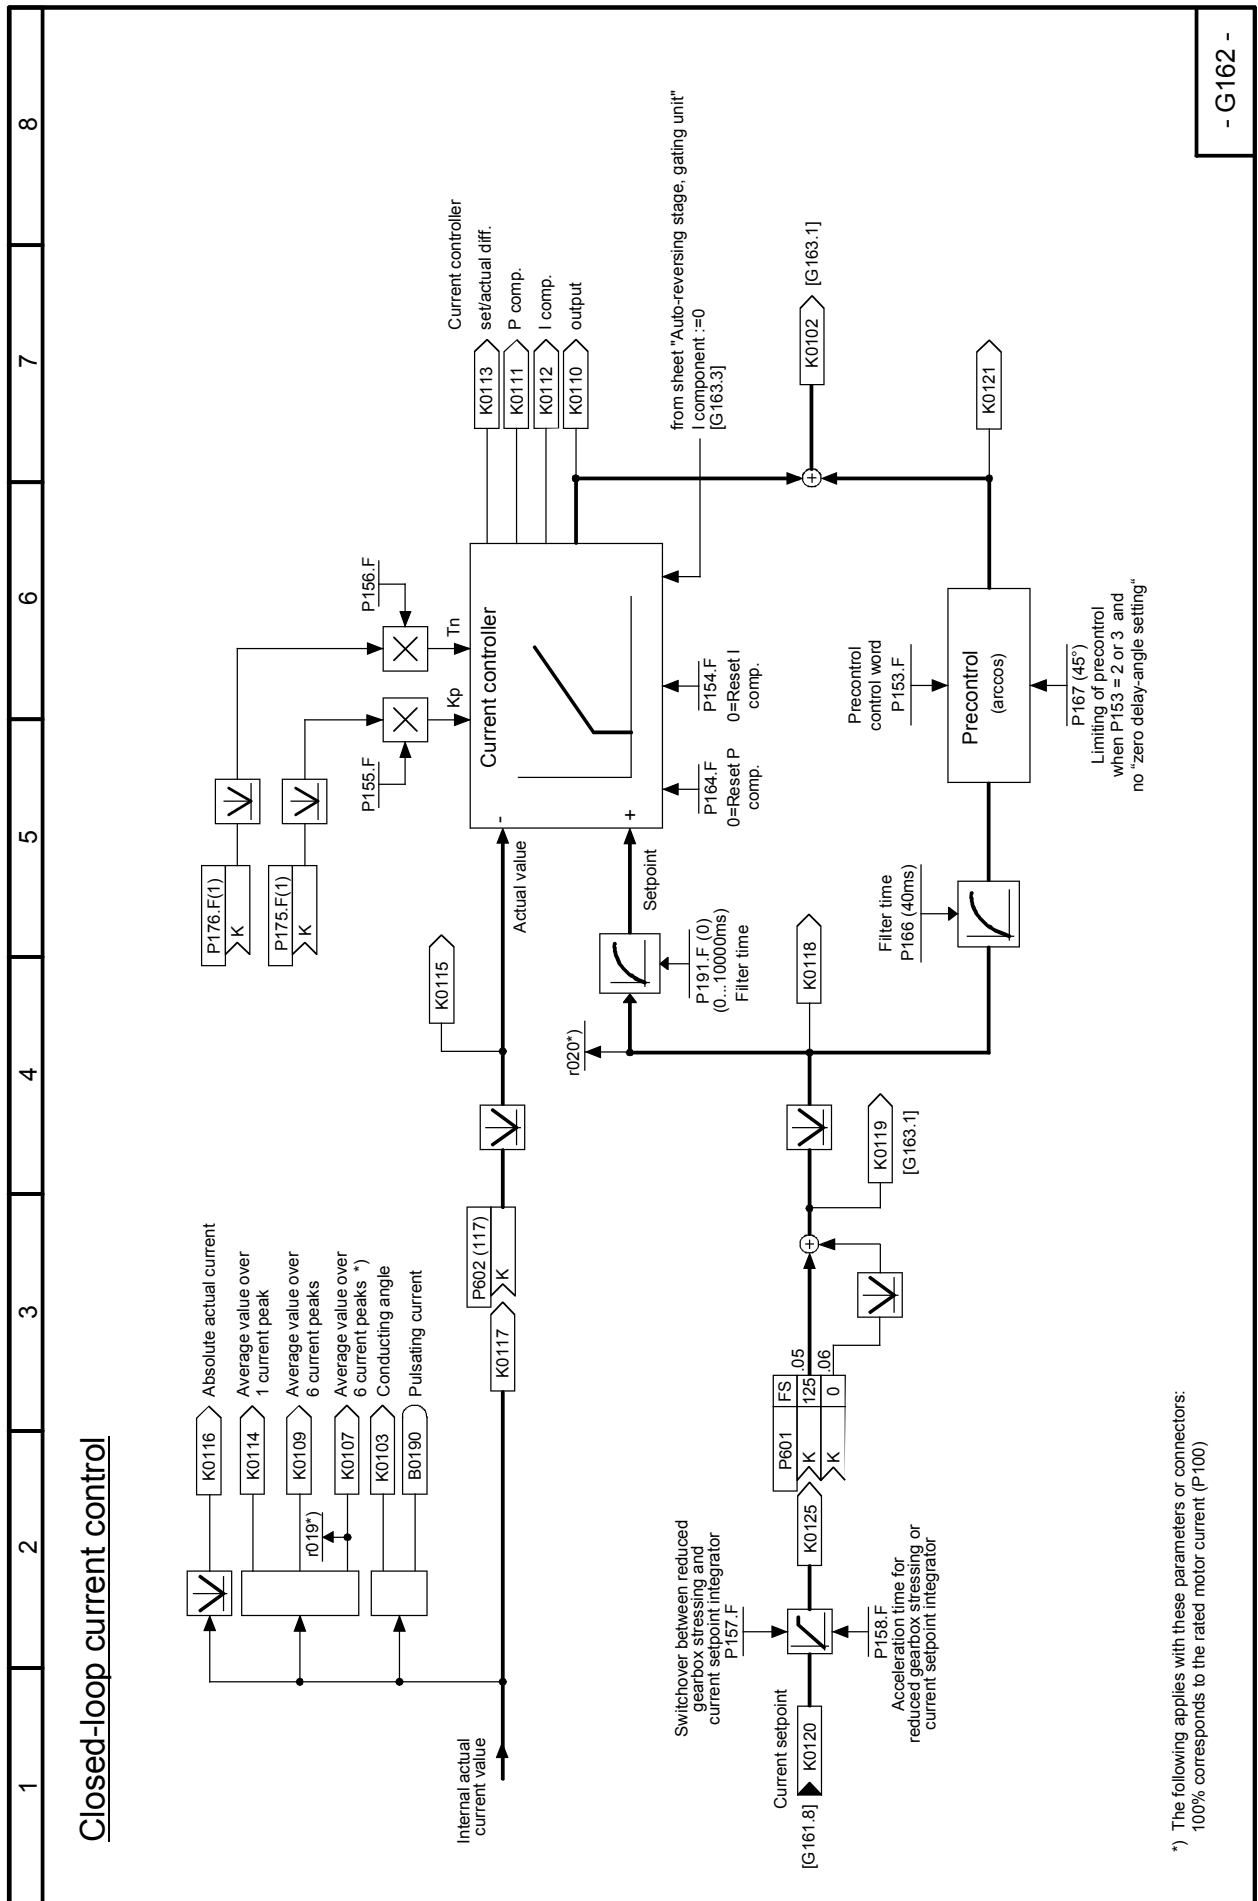 Closed-loop current control
1
2
3
4
5
6
7
8
K0116
Absolute actual current
K0114
Average value over
1 current peak
K0109
Average value over
6 current peaks
r019*)
K0107
Average value over
6 current peaks *)
K0103
Conducting angle
B0190
Pulsating current
Internal actual
current value
K0117
P602 (117)
K
K0115
Actual value
P176.F(1)
K
P175.F(1)
K
P155.F
P156.F
Kp
Tn
Current controller
-
+
Setpoint
P164.F
0=Reset P
comp.
P154.F
0=Reset I
comp.
Current controller
K0113
set/actual diff.
K0111
P comp.
K0112
I comp.
K0110
output
from sheet "Auto-reversing stage, gating unit"
I component :=0
[G163.3]
r020*)
P191.F (0)
(0...10000ms)
Filter time
Switchover between reduced
gearbox stressing and
current setpoint integrator
P157.F
Current setpoint
[G161.8]
K0120
P158.F
Acceleration time for
reduced gearbox stressing or
current setpoint integrator
K0125
P601
FS
K
125
.05
K
0
.06
+
K0119
[G163.1]
K0118
+
K0102
[G163.1]
Filter time
P166 (40ms)
Precontrol
control word
P153.F
Precontrol
(arccos)
P167 (45°)
Limiting of precontrol
when P153 = 2 or 3 and
no "zero delay-angle setting"
K0121
*) The following applies with these parameters or connectors:
100% corresponds to the rated motor current (P100)
- G162 -